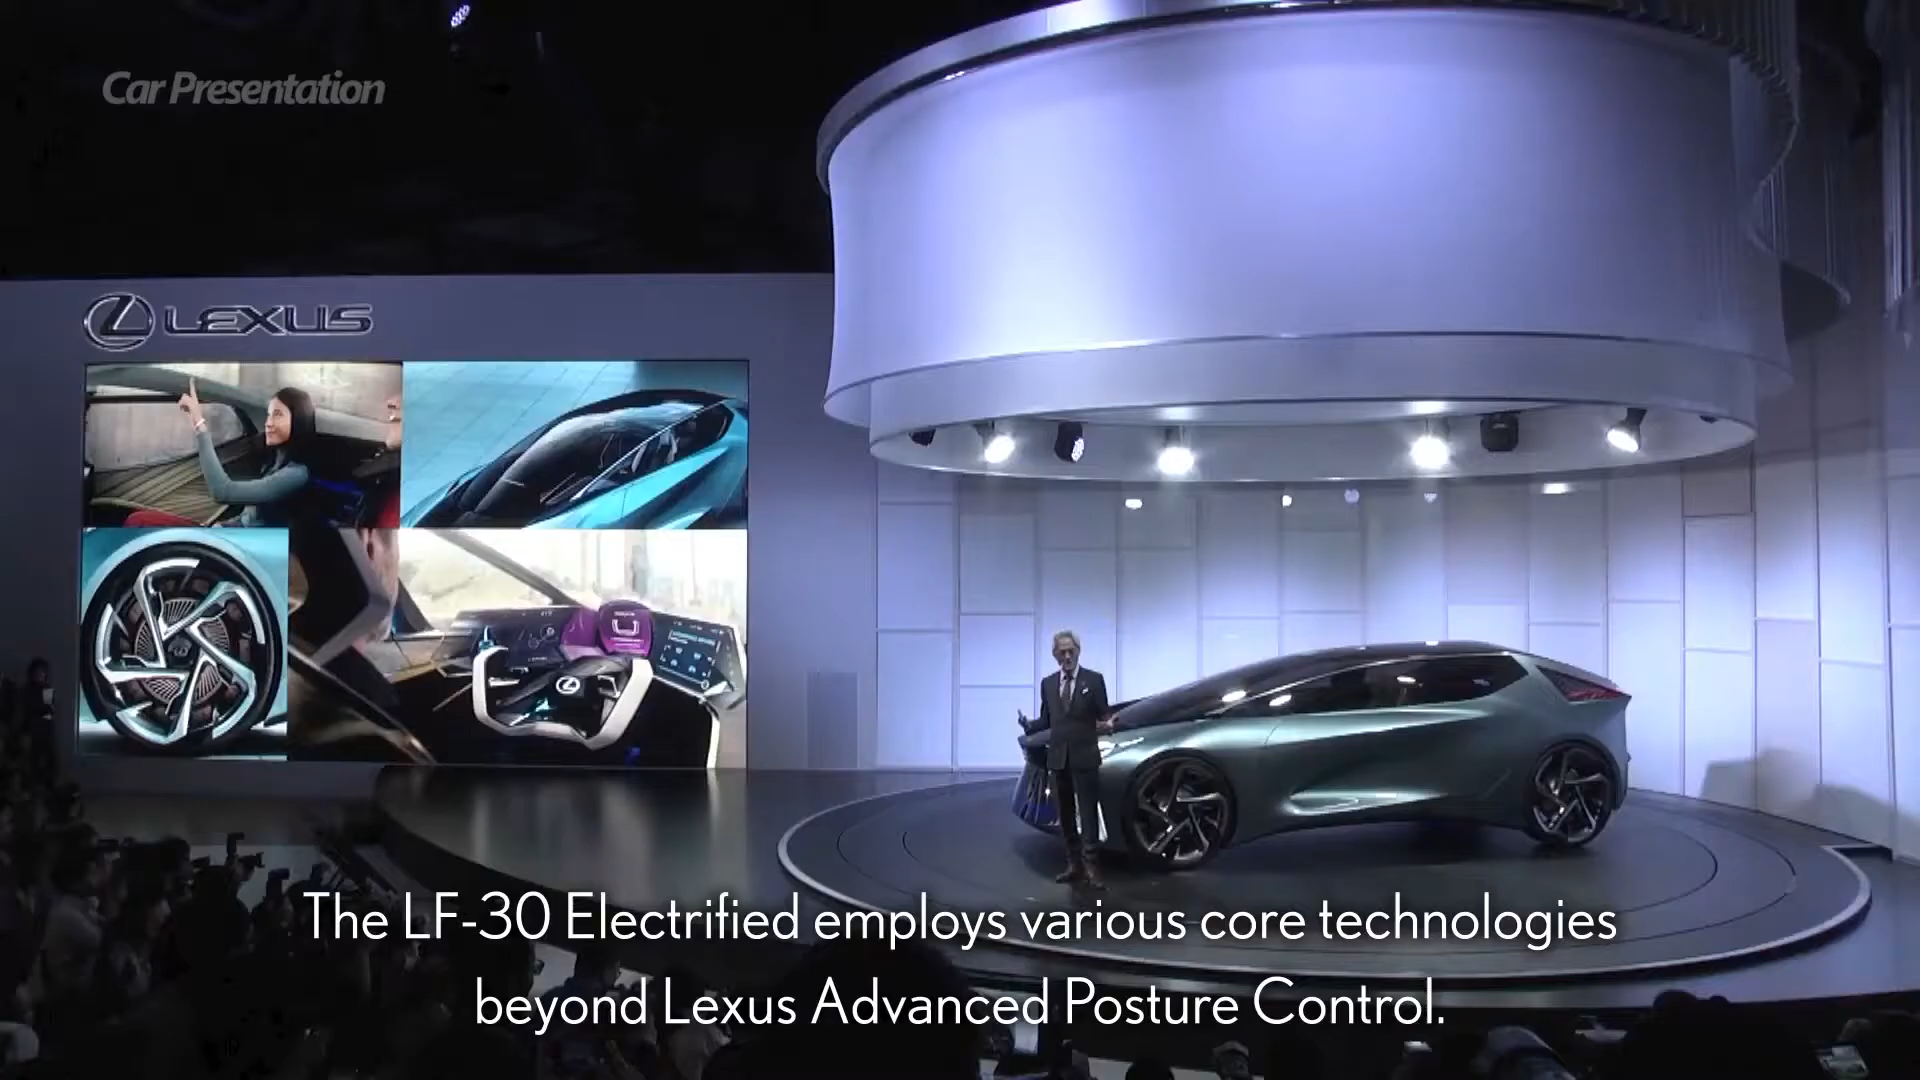 Car Presentation
LEXUS
The LF-30 Electrified employs various core technologies
beyond Lexus Advanced Posture Control.